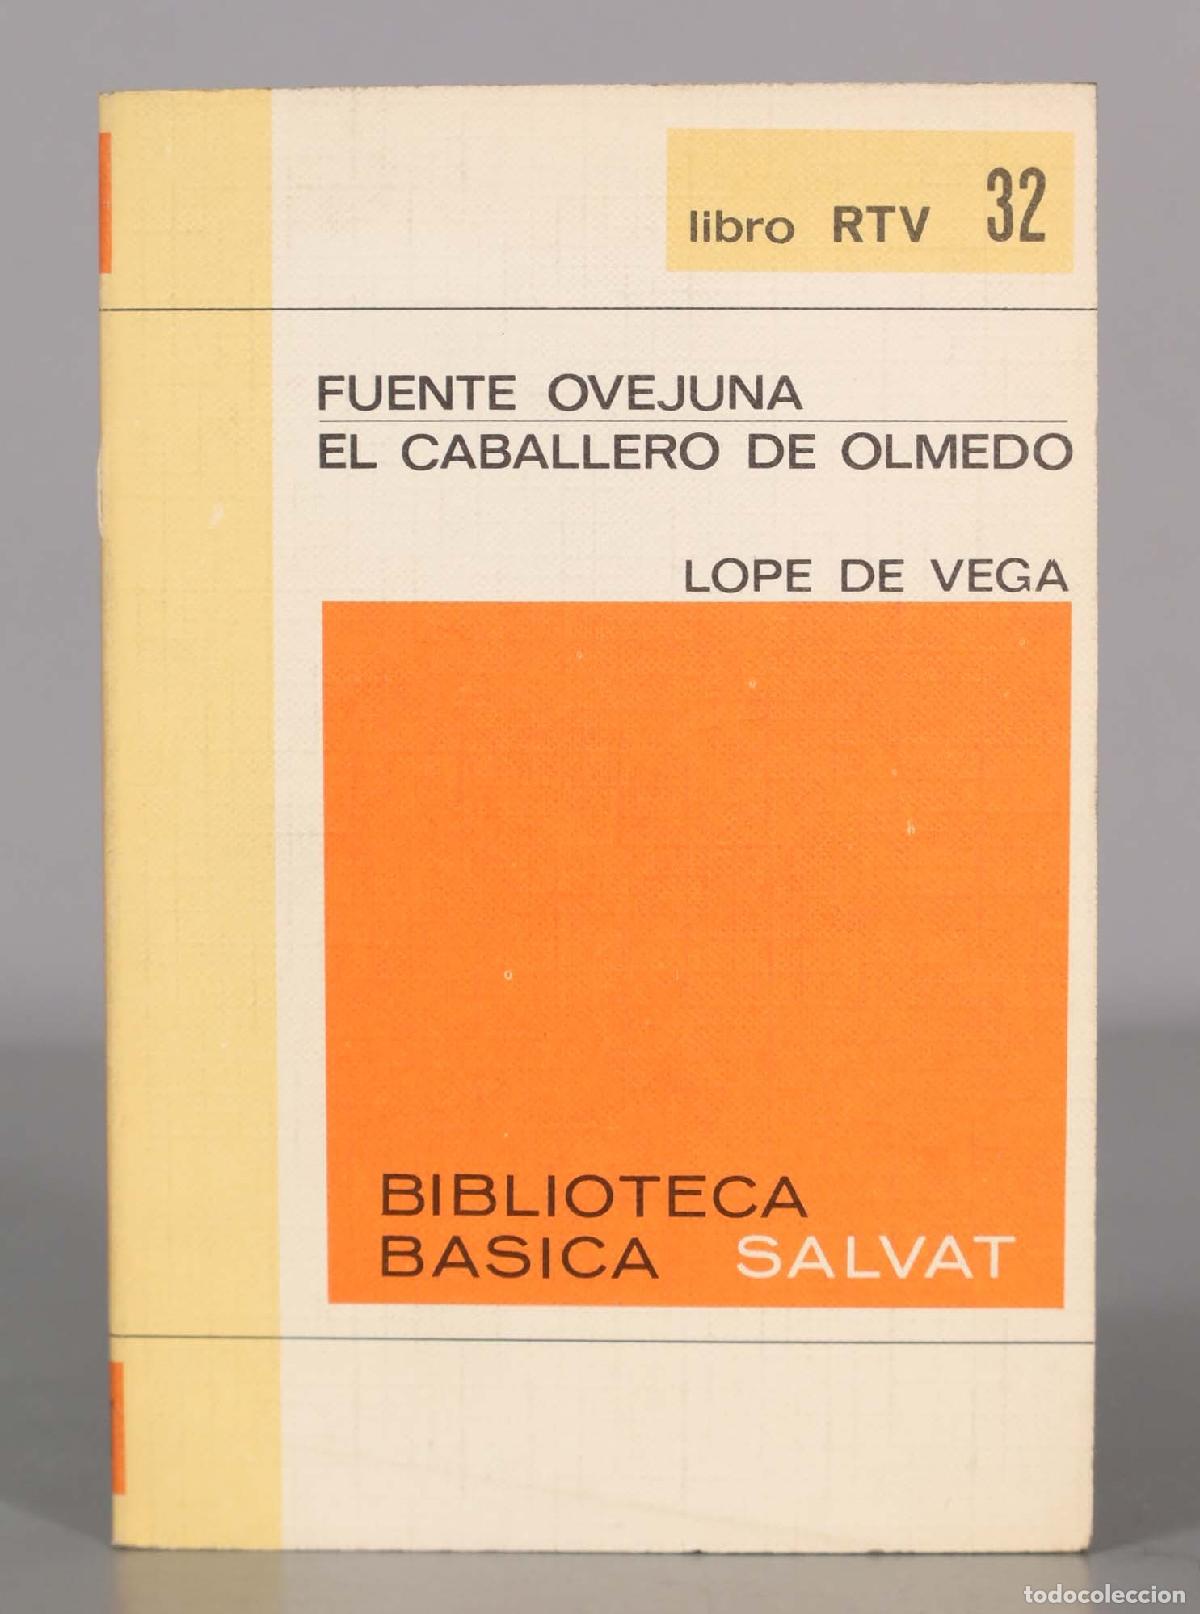 libro RTV 32
FUENTE OVEJUNA
EL CABALLERO DE OLMEDO
LOPE DE VEGA
BIBLIOTECA
BASICA SALVAT
todocoleccion